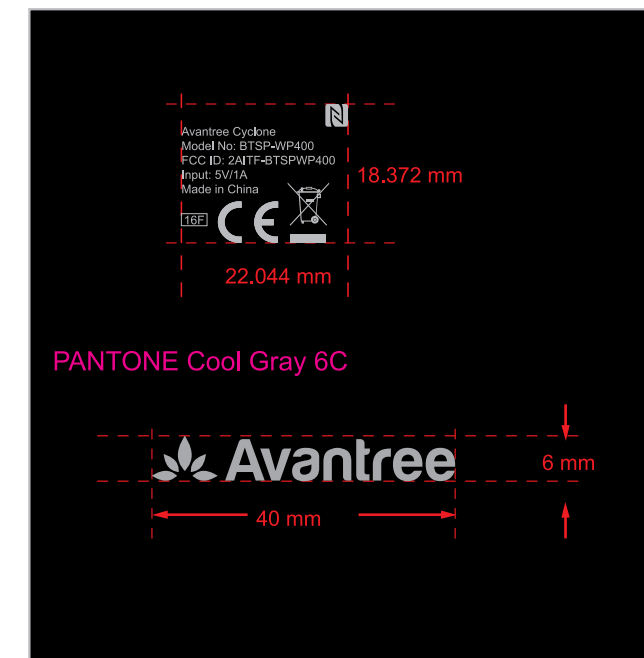 Avantree Cyclone
Model No: BTSP-WP400
FCC ID: 2AITF-BTSPWP400
Input: 5V/1A
Made in China
18.372 mm
16F CE
22.044 mm
PANTONE Cool Gray 6C
Avantree
6 mm
40 mm